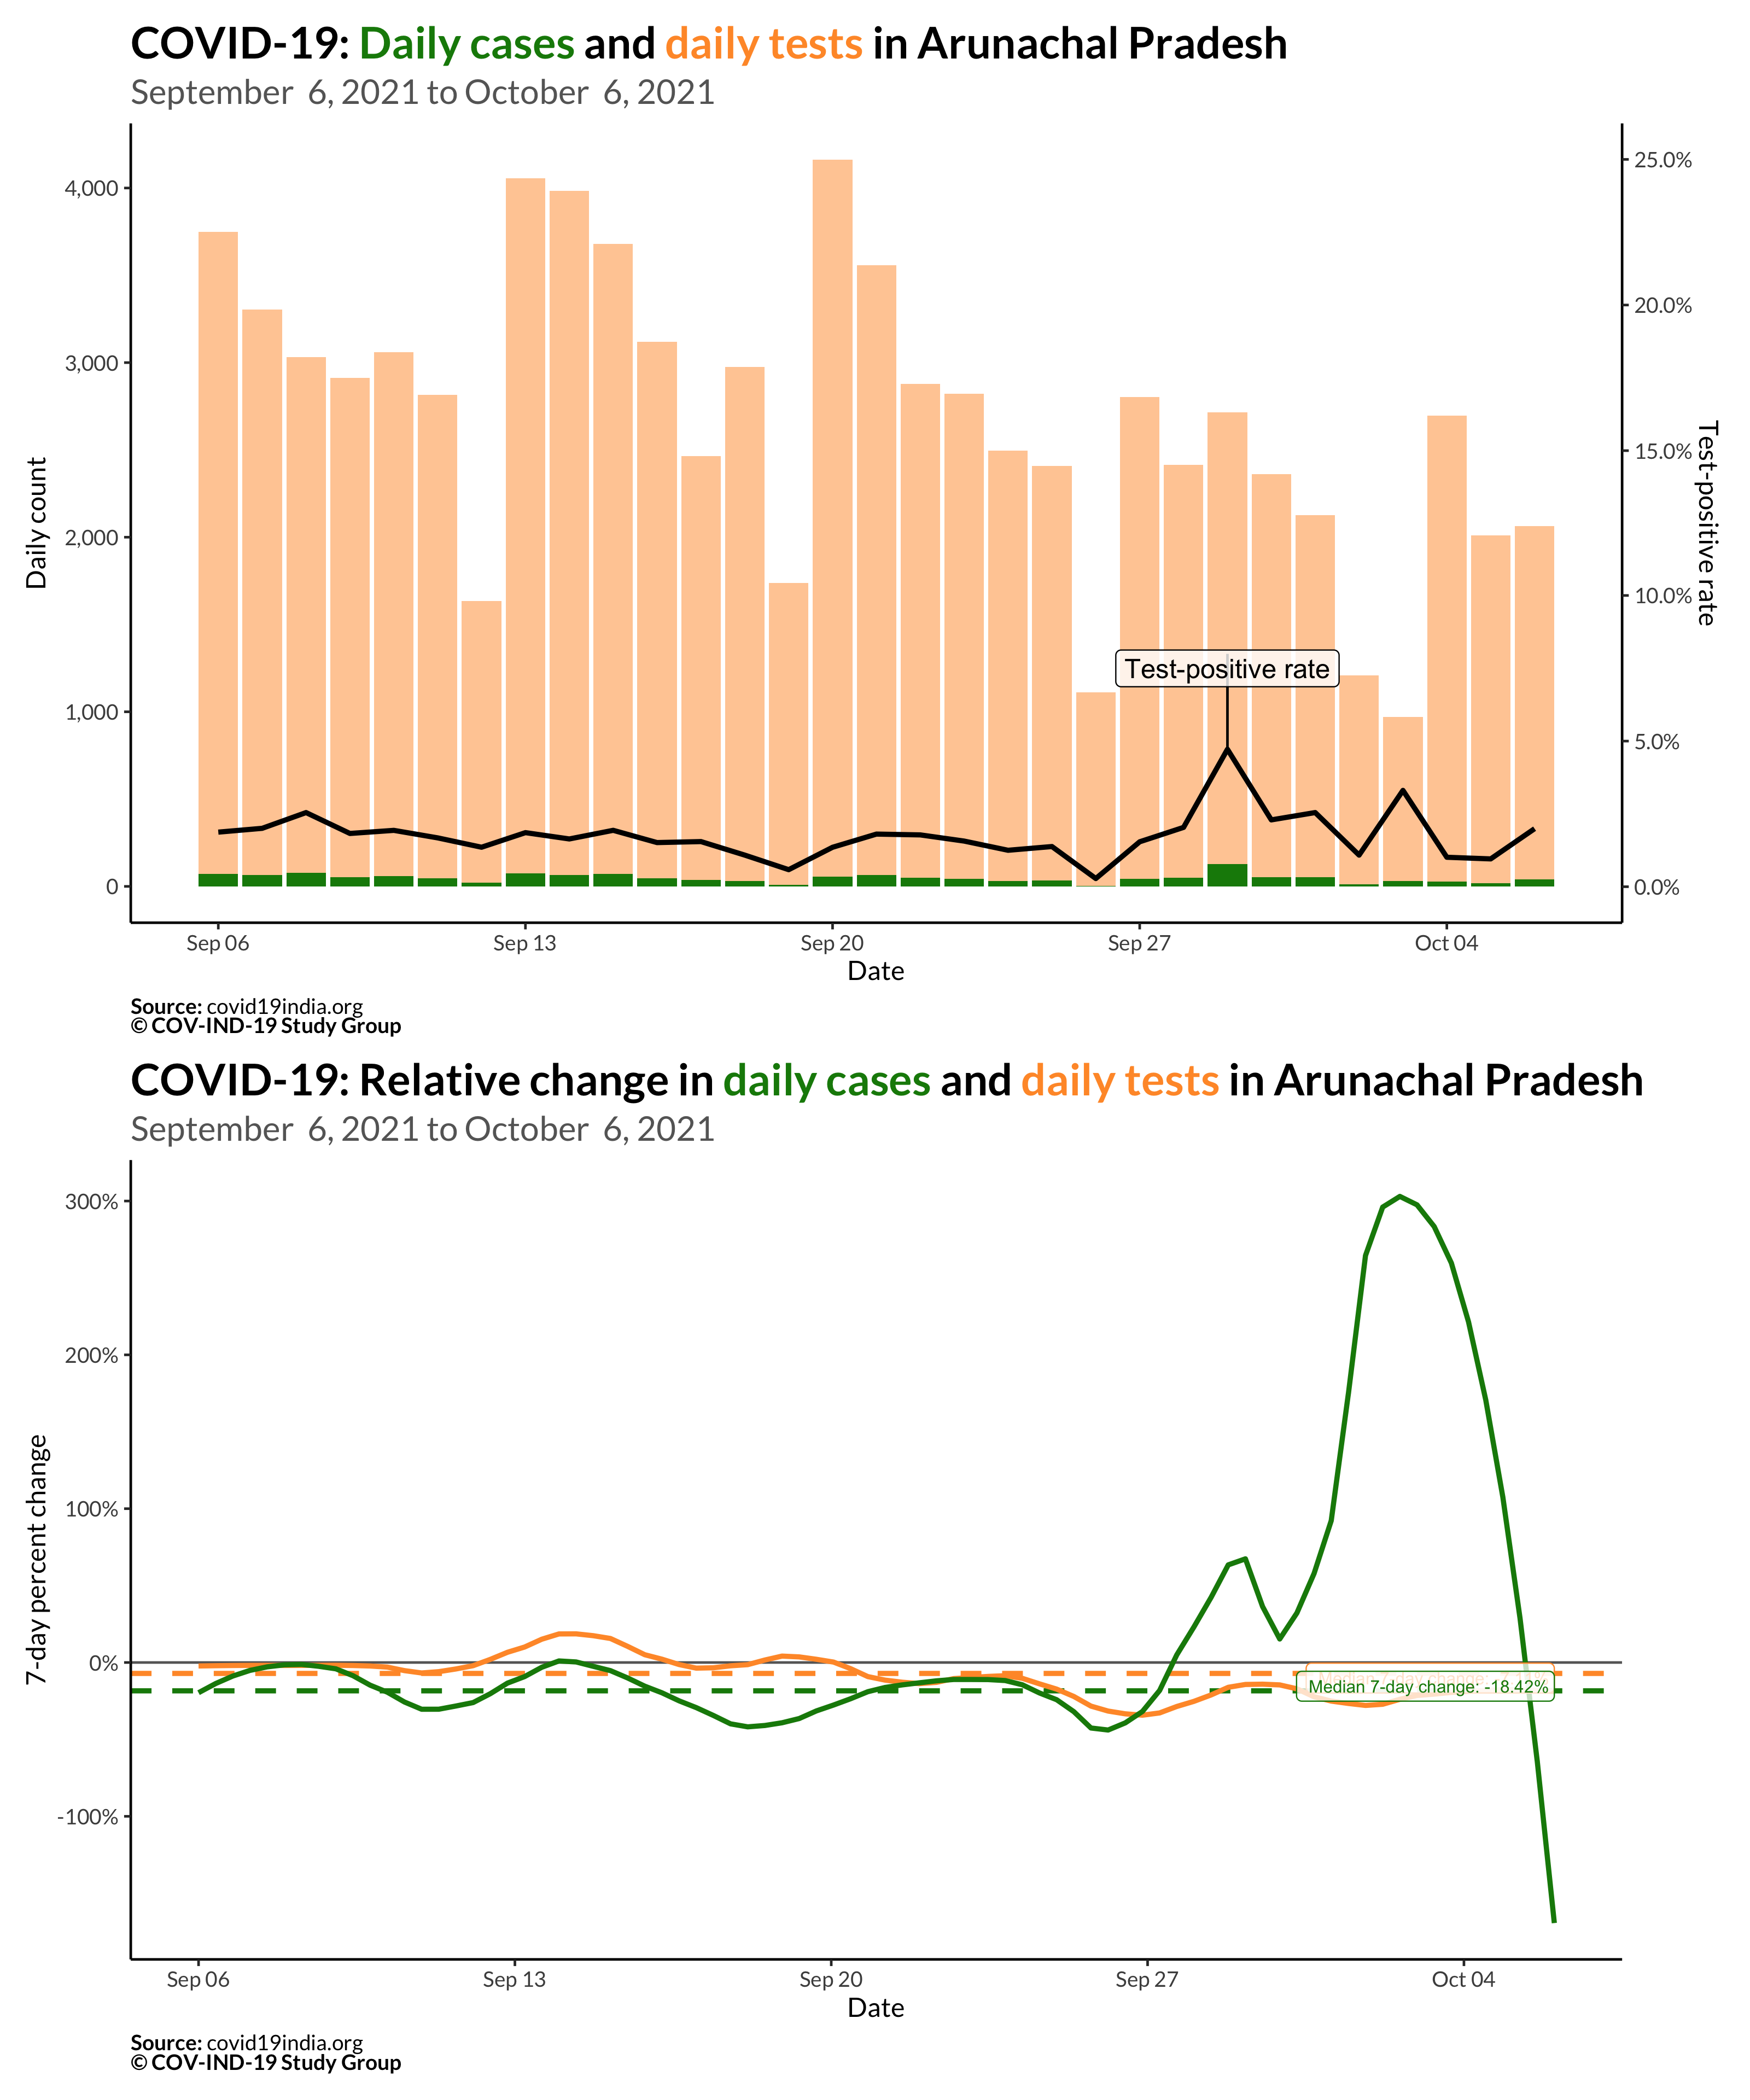 COVID-19: Daily cases and daily tests in Arunachal Pradesh
September 6, 2021 to October 6, 2021
4,000
3,000
2,000
1,000
0
Daily count
25.0%
20.0%
15.0%
10.0%
5.0%
0.0%
Test-positive rate
Test-positive rate
Sep 06
Sep 13
Sep 20
Sep 27
Oct 04
Date
Source: covid19india.org
© COV-IND-19 Study Group
COVID-19: Relative change in daily cases and daily tests in Arunachal Pradesh
September 6, 2021 to October 6, 2021
300%
200%
100%
0%
-100%
7-day percent change
Median 7-day change:
Median 7-day change: -18.42%
Sep 06
Sep 13
Sep 20
Sep 27
Oct 04
Date
Source: covid19india.org
© COV-IND-19 Study Group